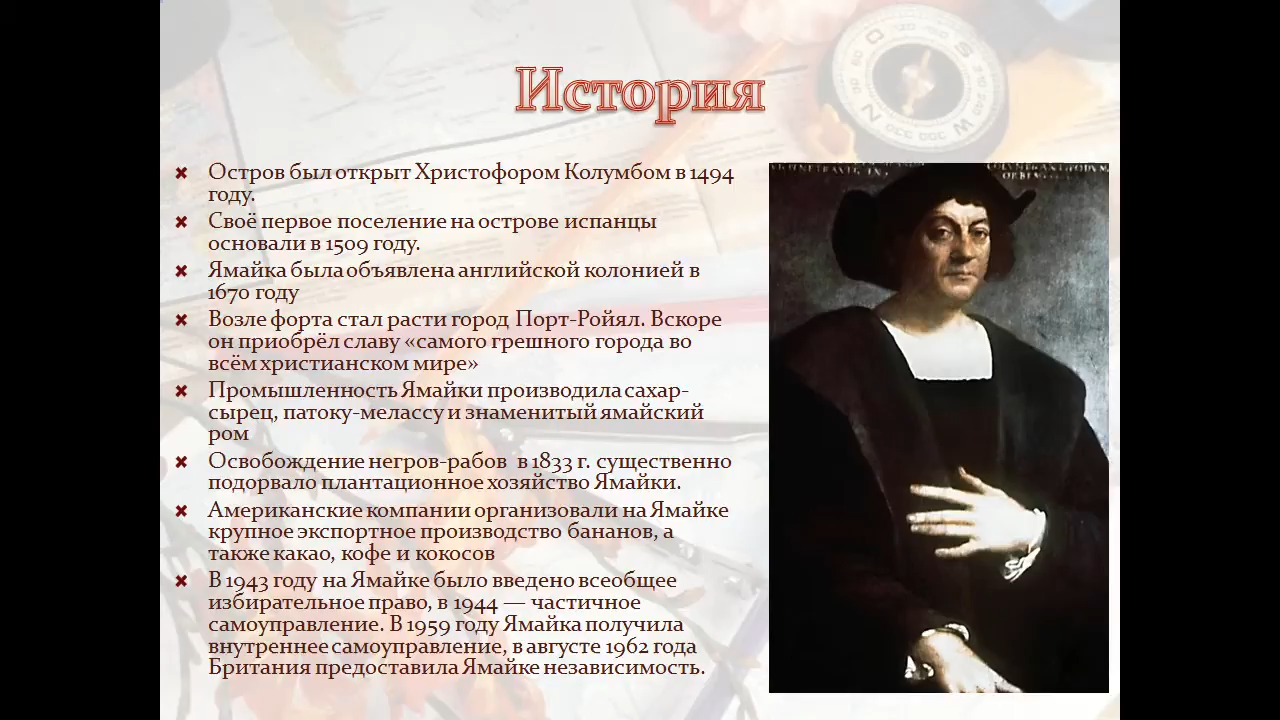 История
Остров был открыт Христофором Колумбом в 1494
году.
Своё первое поселение на острове испанцы
основали в 1509 году.
Ямайка была объявлена английской колонией в
1670 году
Возле форта стал расти город Порт-Ройял. Вскоре
он приобрёл славу «самого грешного города во
всём христианском мире»
Промышленность Ямайки производила сахар-
сырец, патоку-мелассу и знаменитый ямайский
ром
Освобождение негров-рабов в 1833 г. существенно
подорвало плантационное хозяйство Ямайки.
Американские компании организовали на Ямайке
крупное экспортное производство бананов, а
также какао, кофе и кокосов
В 1943 году на Ямайке было введено всеобщее
избирательное право, в 1944 — частичное
самоуправление. В 1959 году Ямайка получила
внутреннее самоуправление, в августе 1962 года
Британия предоставила Ямайке независимость.